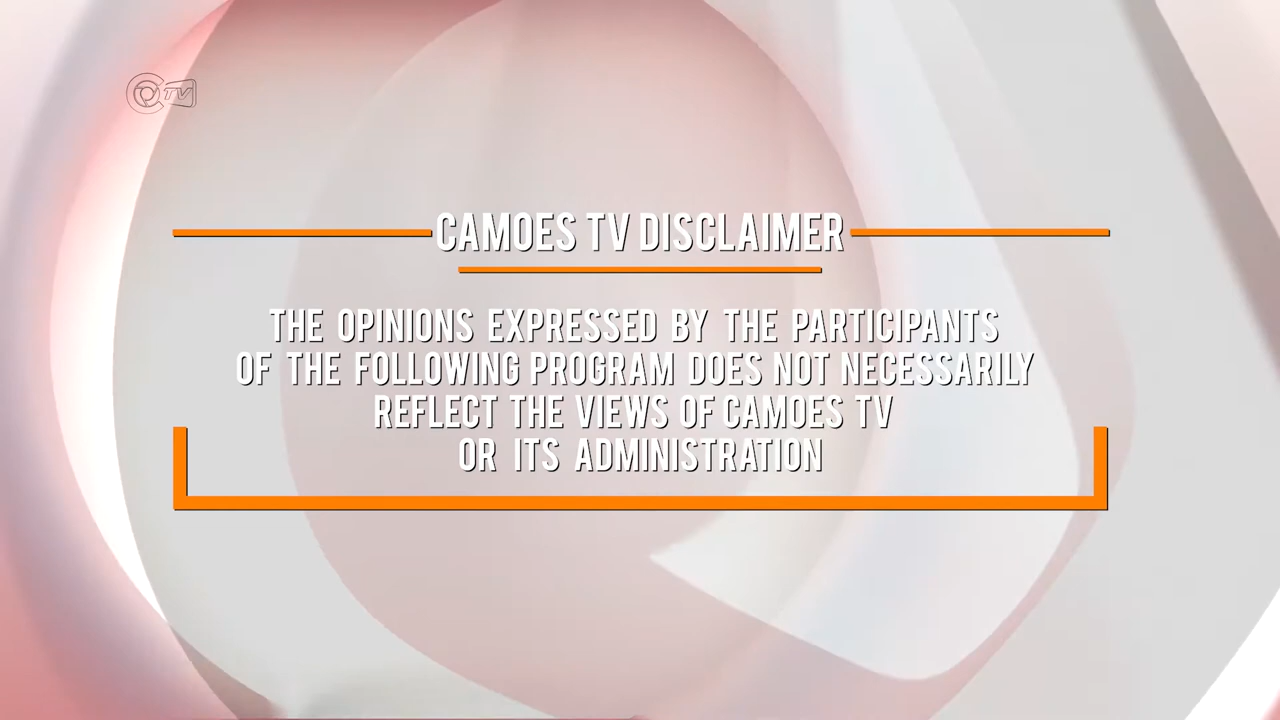 TV
CAMOES TV DISCLAIMER
THE OPINIONS EXPRESSED BY THE PARTICIPANTS
OF THE FOLLOWING PROGRAM DOES NOT NECESSARILY
REFLECT THE VIEWS OF CAMOES TV
OR ITS ADMINISTRATION